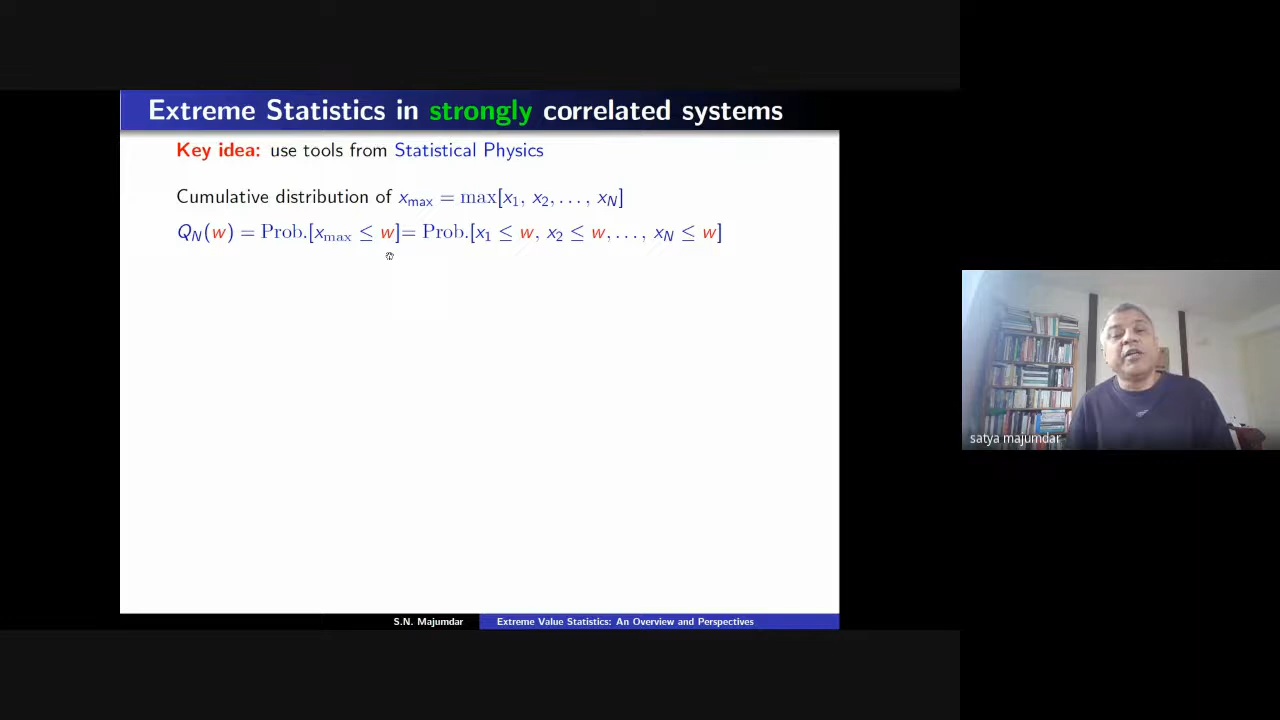 Extreme Statistics in strongly correlated systems
Key idea: use tools from Statistical Physics
Cumulative distribution of x_max = max[x_1, x_2, . . . , x_N]
Q_N(w) = Prob.[x_max ≤ w]= Prob.[x_1 ≤ w, x_2 ≤ w, . . . , x_N ≤ w]
satya majumdar
S.N. Majumdar
Extreme Value Statistics: An Overview and Perspectives